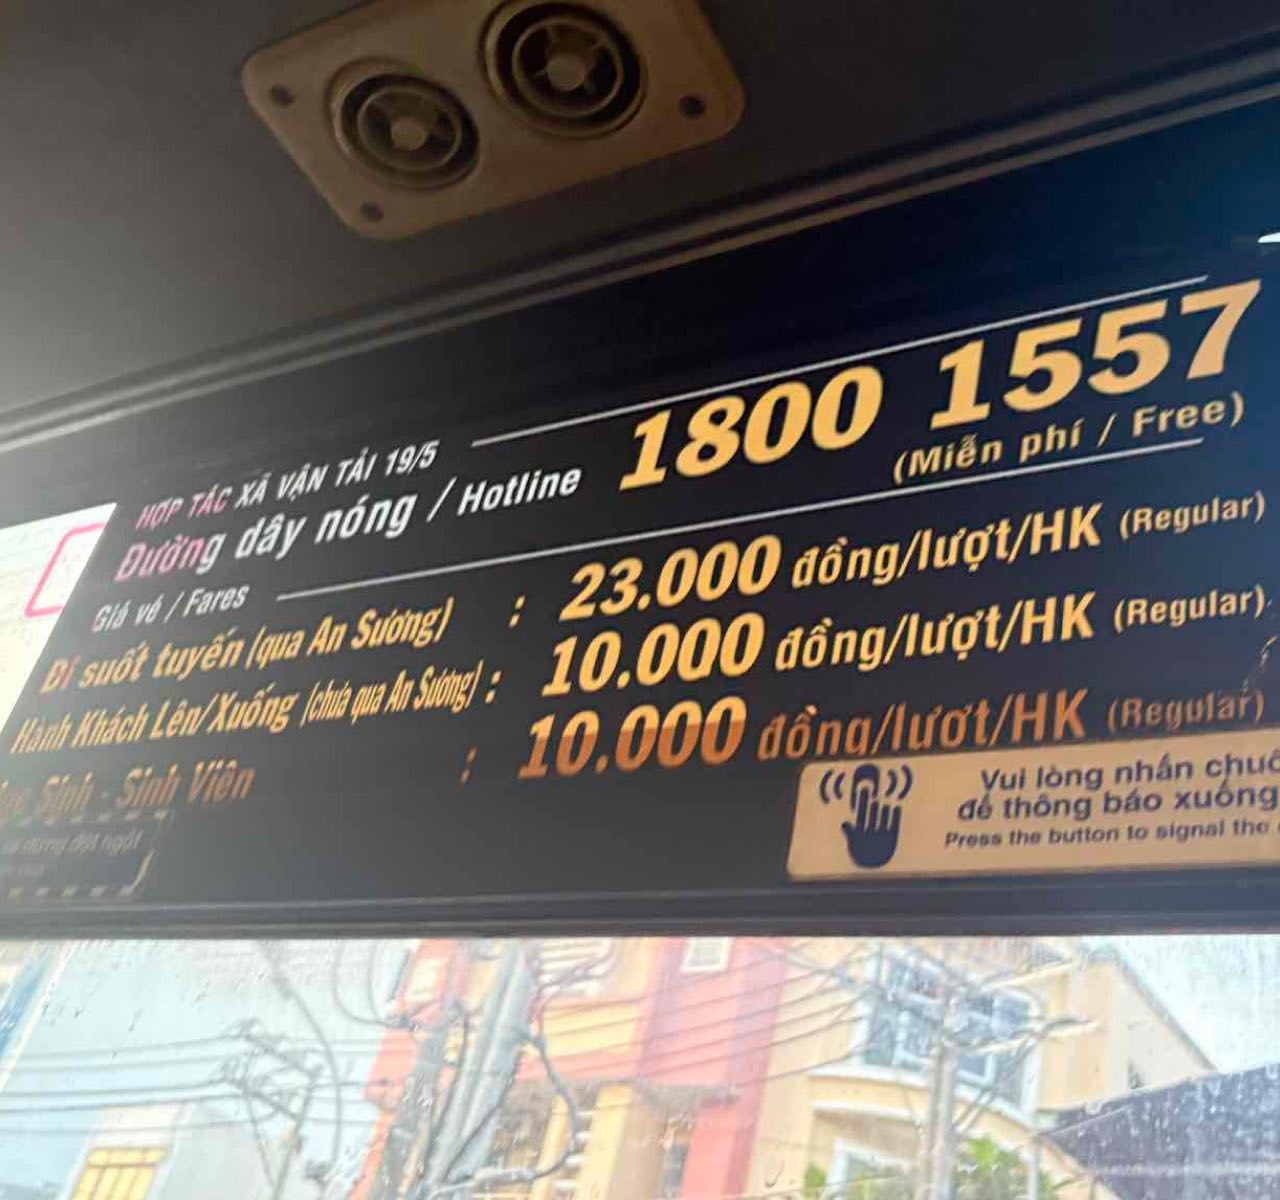 HỢP TÁC XÃ VẬN TẢI 19/5
Đường dây nóng / Hotline 1800 1557
(Miễn phí / Free)
Giá vé / Fares
Đi suốt tuyến (qua An Sương) : 23.000 đồng/lượt/HK (Regular)
Hành Khách Lên/Xuống (chưa qua An Sương) : 10.000 đồng/lượt/HK (Regular)
Sinh - Sinh Viên : 10.000 đồng/lượt/HK (Regular)
Vui lòng nhấn
để thông báo xuống
Press the button to signal the
đột ngột